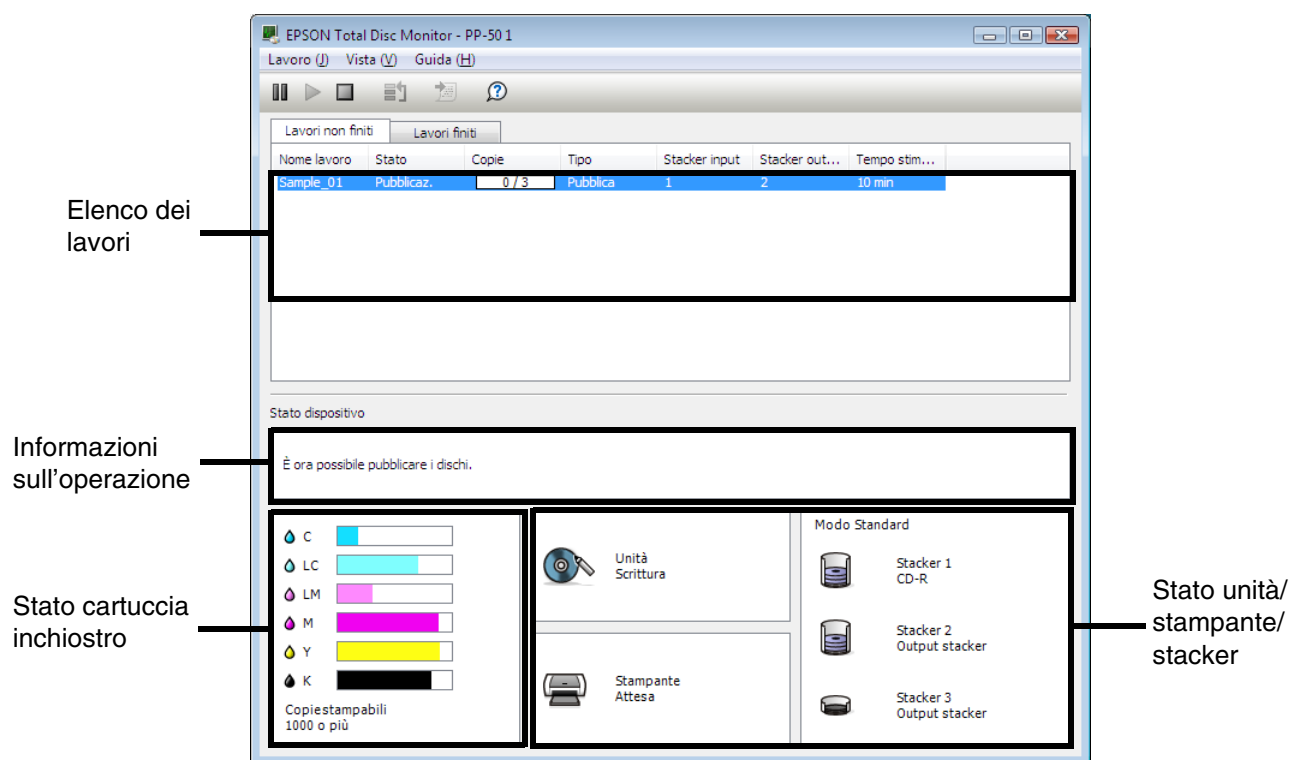 EPSON Total Disc Monitor - PP-50 1
Lavoro (J) Vista (V) Guida (H)
Lavori non finiti Lavori finiti
Nome lavoro Stato Copie Tipo Stacker input Stacker out... Tempo stim...
Sample_01 Pubblicaz. 0 / 3 Pubblica 1 2 10 min
Elenco dei
lavori
Stato dispositivo
Informazioni
sull'operazione
È ora possibile pubblicare i dischi.
Stato cartuccia
inchiostro
C
LC
LM
M
Y
K
Copiestampabili
1000 o più
Unità
Scrittura
Stampante
Attesa
Modo Standard
Stacker 1
CD-R
Stacker 2
Output stacker
Stacker 3
Output stacker
Stato unità/
stampante/
stacker